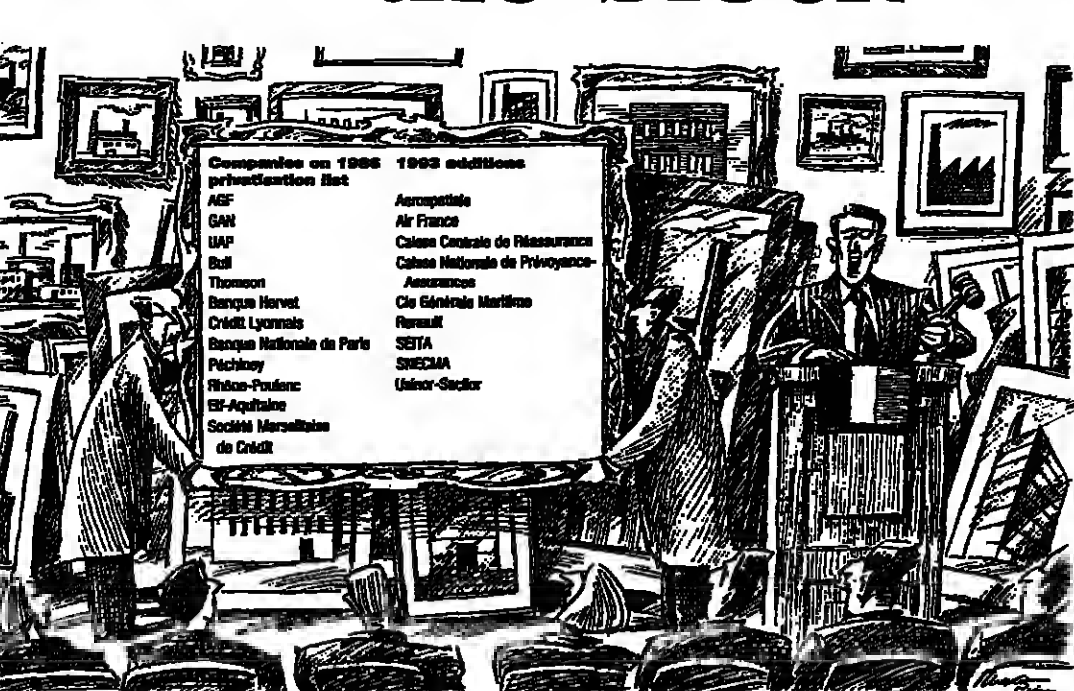 Companies on 1986
privatisation list
AGF
GAN
UAP
Bull
Thomson
Banque Hervet
Crédit Lyonnais
Banque Nationale de Paris
Péchiney
Rhône-Poulenc
Elf-Aquitaine
Société Marseillaise
de Crédit
1993 additions
Aerospatiale
Air France
Caisse Centrale de Réassurance
Caisse Nationale de Prévoyance-
Assurances
Cie Générale Maritime
Renault
SEITA
SNECMA
Usinor-Sacilor